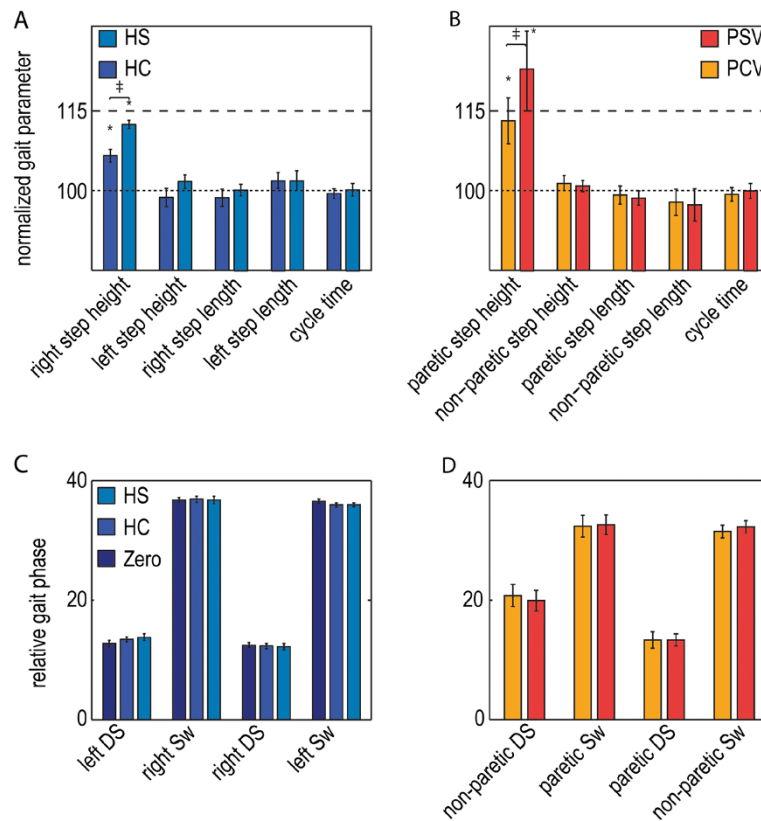 A
HS
HC
‡
*
*
115
100
normalized gait parameter
right step height
left step height
right step length
left step length
cycle time
B
PSV
PCV
‡
*
*
115
100
paretic step height
non-paretic step height
paretic step length
non-paretic step length
cycle time
C
HS
HC
Zero
40
20
0
relative gait phase
left DS
right Sw
right DS
left Sw
D
40
20
0
non-paretic DS
paretic Sw
paretic DS
non-paretic Sw